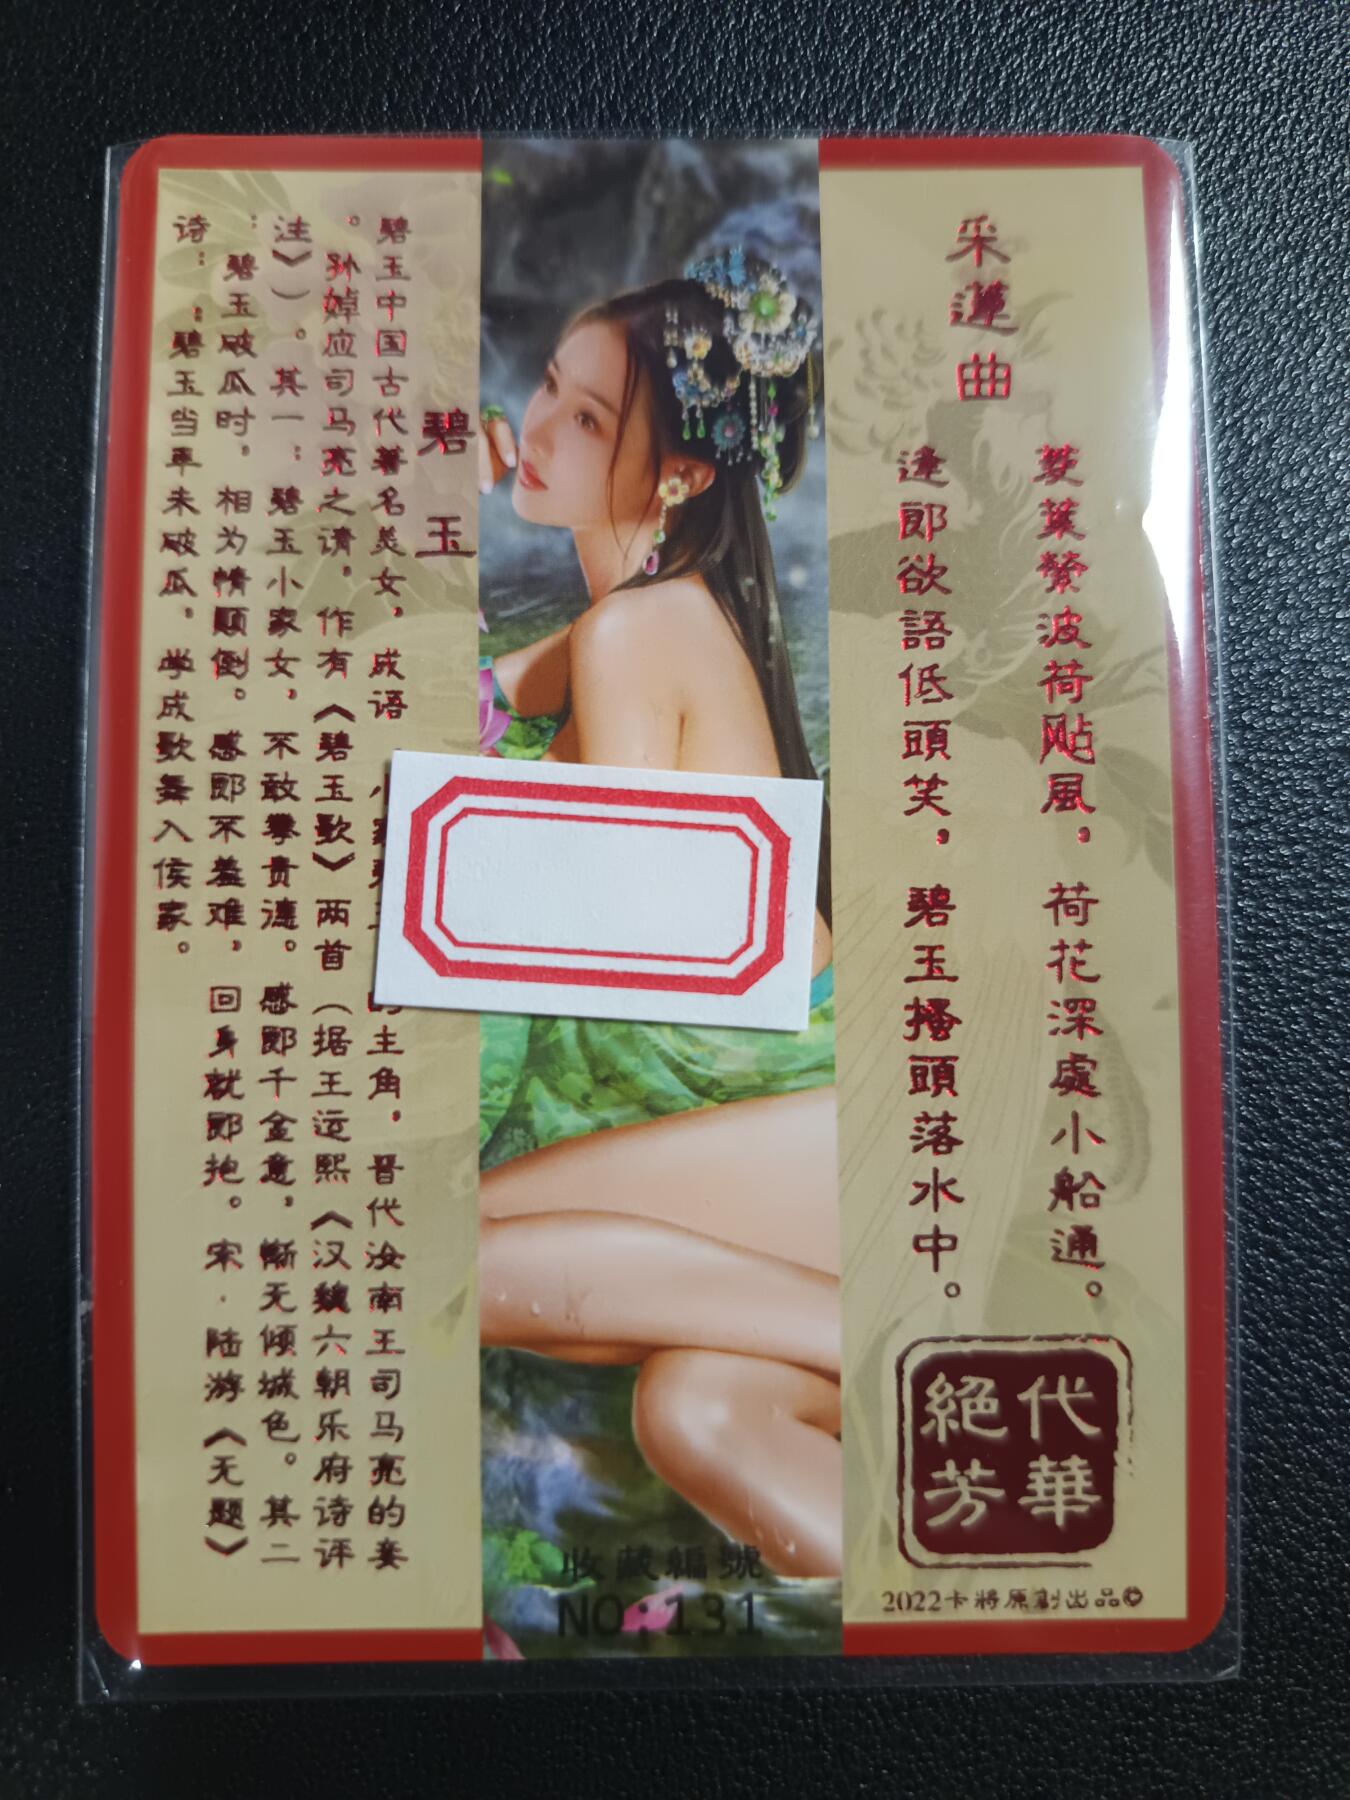 采蓮曲
菱葉縈波荷飐風，荷花深處小船通。
逢郎欲語低頭笑，碧玉搔頭落水中。
代華
絕芳
2022卡將原創出品©
收藏編號
NO:131
碧玉
碧玉中国古代著名美女，成语 主角，晋代汝南王司马亮的妾
。孙绰应司马亮之请，作有《碧玉歌》两首（据王运熙《汉魏六朝乐府诗评
注》）。其一：碧玉小家女，不敢攀贵德。感郎千金意，惭无倾城色。其二
：碧玉破瓜时，相为情颠倒。感郎不羞难，回身就郎抱。宋·陆游《无题》
诗：：碧玉当年未破瓜，学成歌舞入侯家。